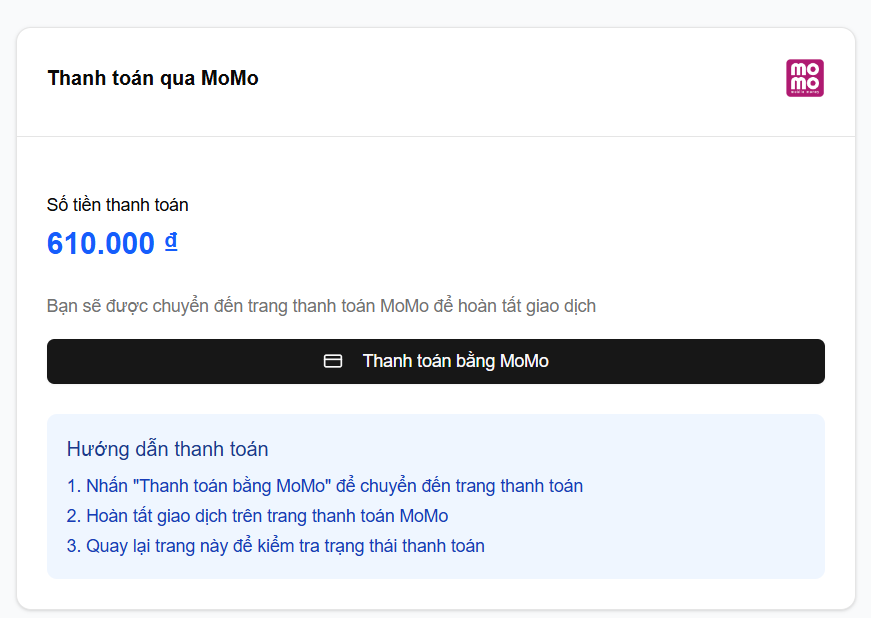 Thanh toán qua MoMo
mo
mo
Số tiền thanh toán
610.000 ₫
Bạn sẽ được chuyển đến trang thanh toán MoMo để hoàn tất giao dịch
Thanh toán bằng MoMo
Hướng dẫn thanh toán
1. Nhấn "Thanh toán bằng MoMo" để chuyển đến trang thanh toán
2. Hoàn tất giao dịch trên trang thanh toán MoMo
3. Quay lại trang này để kiểm tra trạng thái thanh toán